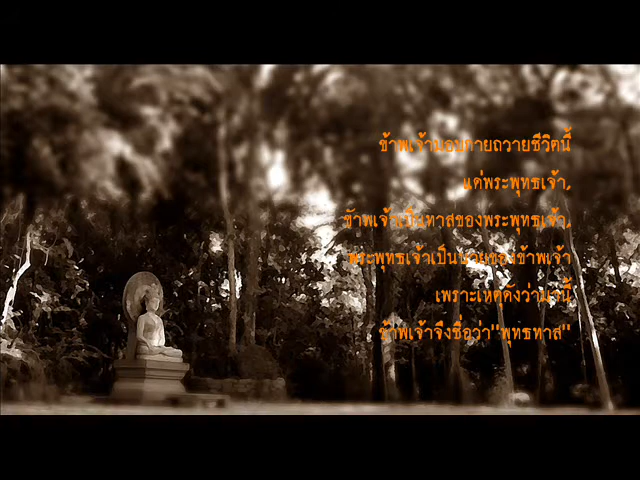 ข้าพเจ้ามอบกายถวายชีวิตนี้
แด่พระพุทธเจ้า,
ข้าพเจ้าเป็นทาสของพระพุทธเจ้า,
พระพุทธเจ้าเป็นนายของข้าพเจ้า
เพราะเหตุดังว่ามานี้
ข้าพเจ้าจึงชื่อว่า"พุทธทาส"